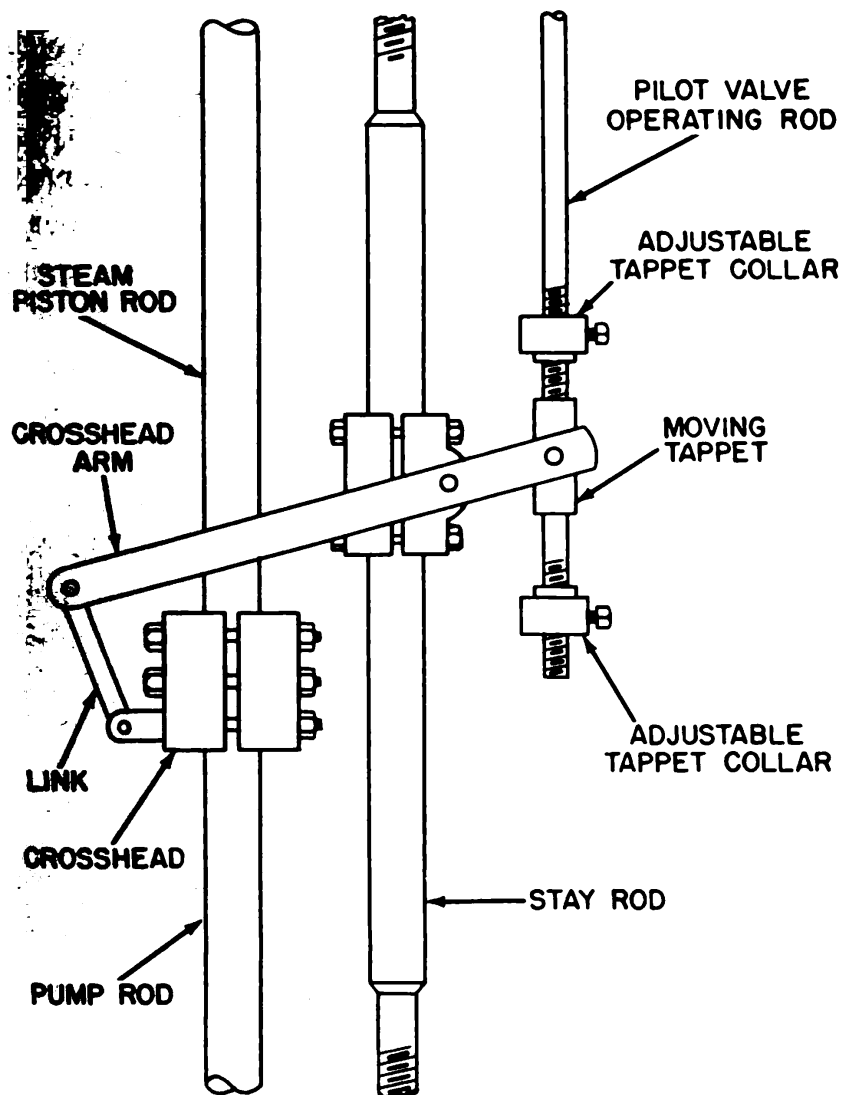 PILOT VALVE
OPERATING ROD
ADJUSTABLE
TAPPET COLLAR
STEAM
PISTON ROD
CROSSHEAD
ARM
MOVING
TAPPET
ADJUSTABLE
TAPPET COLLAR
LINK
CROSSHEAD
STAY ROD
PUMP ROD